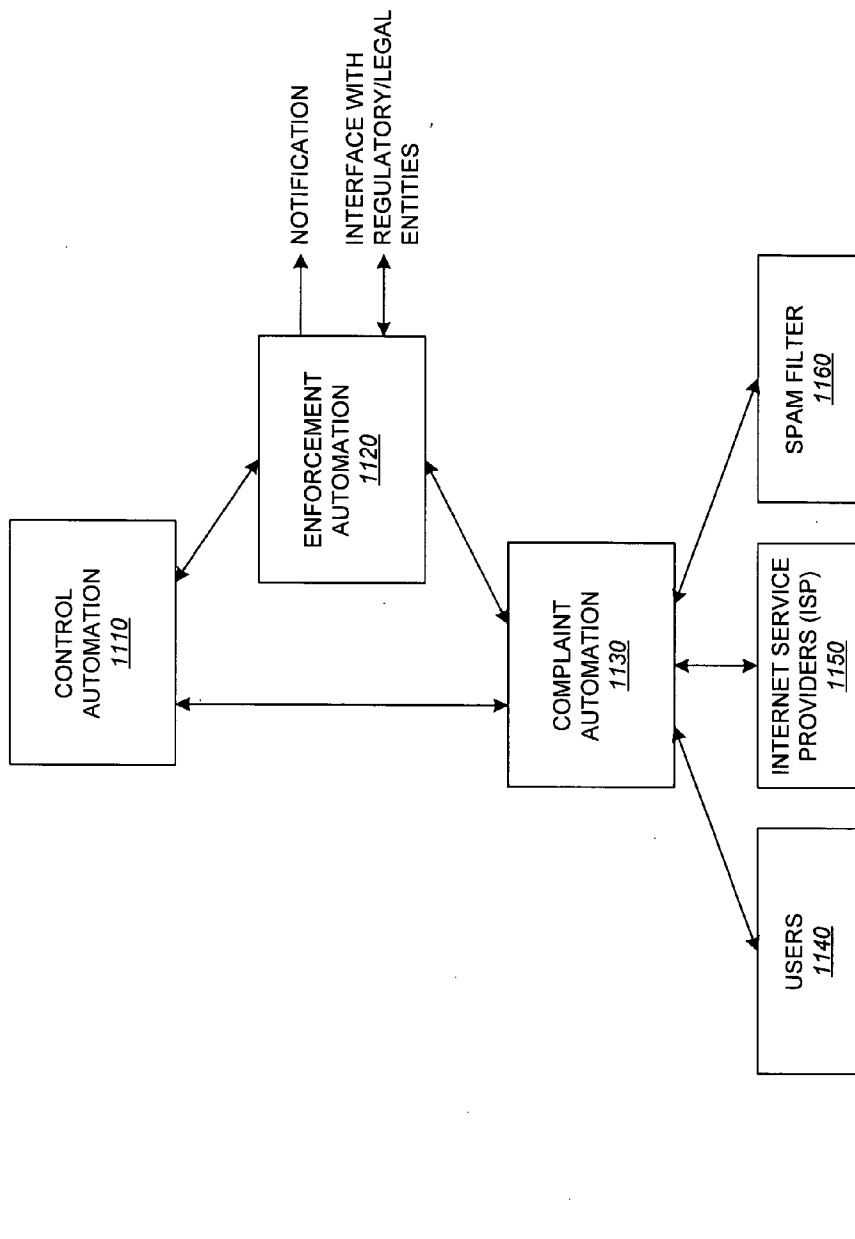 CONTROL
AUTOMATION
1110
ENFORCEMENT
AUTOMATION
1120
NOTIFICATION
INTERFACE WITH
REGULATORY/LEGAL
ENTITIES
COMPLAINT
AUTOMATION
1130
USERS
1140
INTERNET SERVICE
PROVIDERS (ISP)
1150
SPAM FILTER
1160